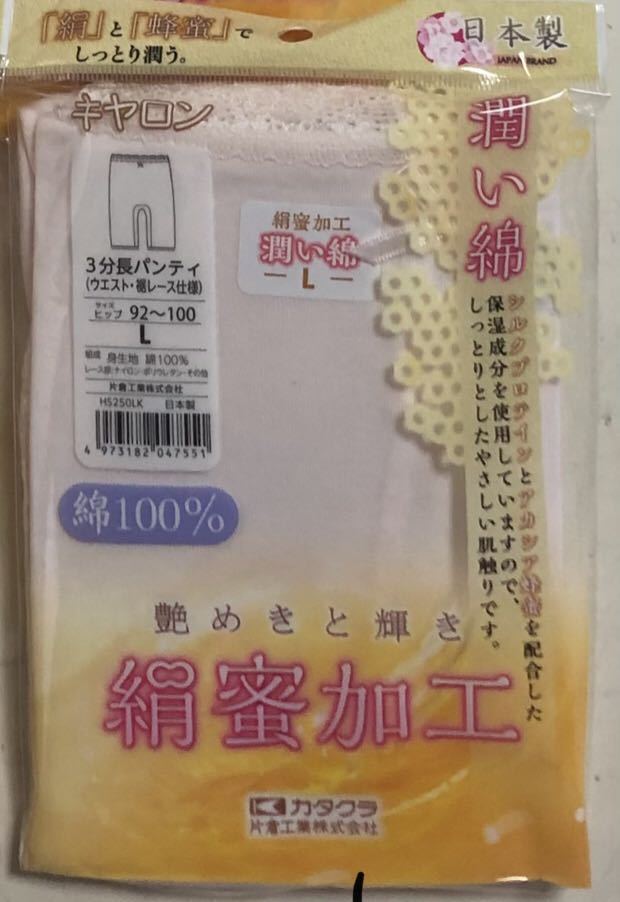 「絹」と「蜂蜜」で
しっとり潤う。
日本製
JAPAN BRAND
キヤロン
潤い綿
シルクプロテインとアカシア蜂蜜を配合した
保湿成分を使用していますので、
しっとりとしたやさしい肌触りです。
3分長パンティ
(ウエスト・裾レース仕様)
サイズ
ヒップ 92〜100
L
組成 身生地 綿100%
レース部:ナイロン・ポリウレタン・その他
片倉工業株式会社
HS250LK 日本製
4 973182 047551
絹蜜加工
潤い綿
L
綿100%
艶めきと輝き
絹蜜加工
カタクラ
片倉工業株式会社